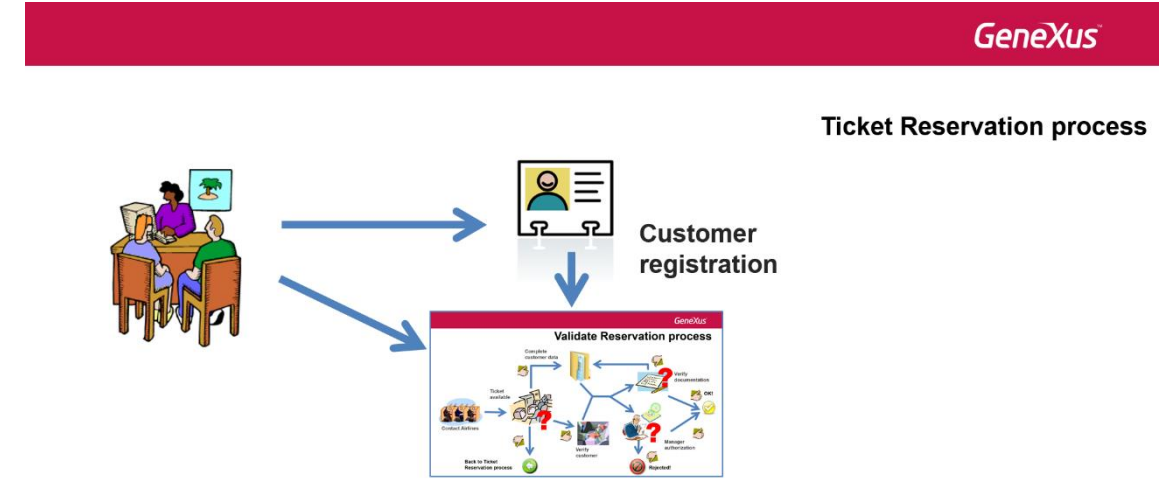 GeneXus™
Ticket Reservation process
Customer
registration
GeneXus
Validate Reservation process
Complete
customer data
Verify
documentation
Ticket
available
OK!
Contact Airlines
Manager
authorization
Verify
customer
Back to Ticket
Reservation process
Rejected!